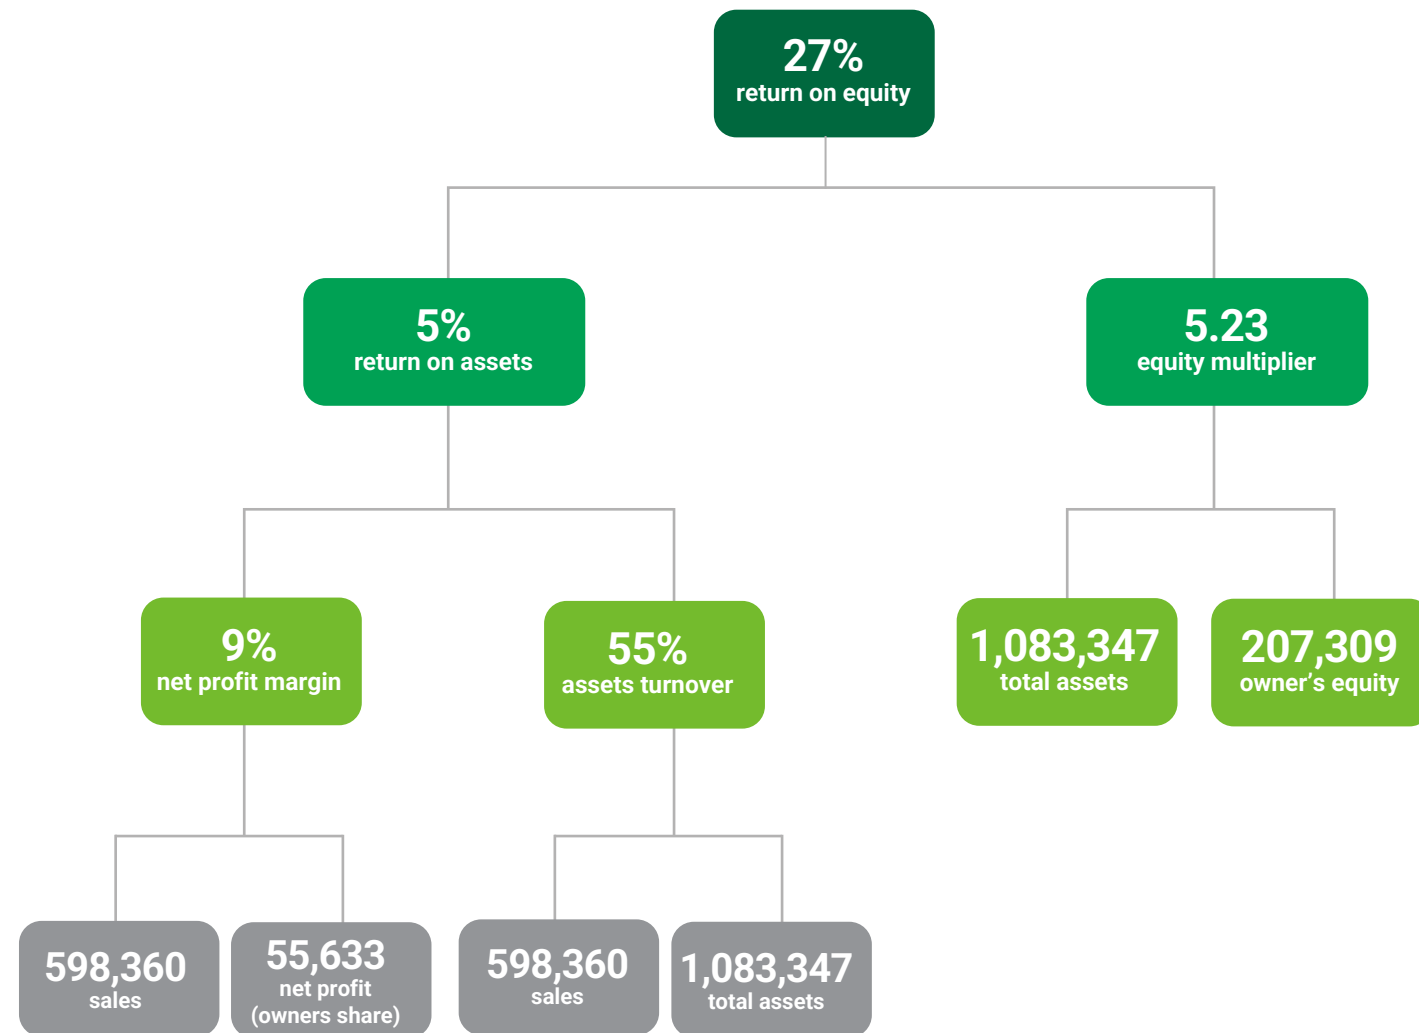 27%
return on equity
5%
return on assets
5.23
equity multiplier
9%
net profit margin
55%
assets turnover
1,083,347
total assets
207,309
owner’s equity
598,360
sales
55,633
net profit
(owners share)
598,360
sales
1,083,347
total assets